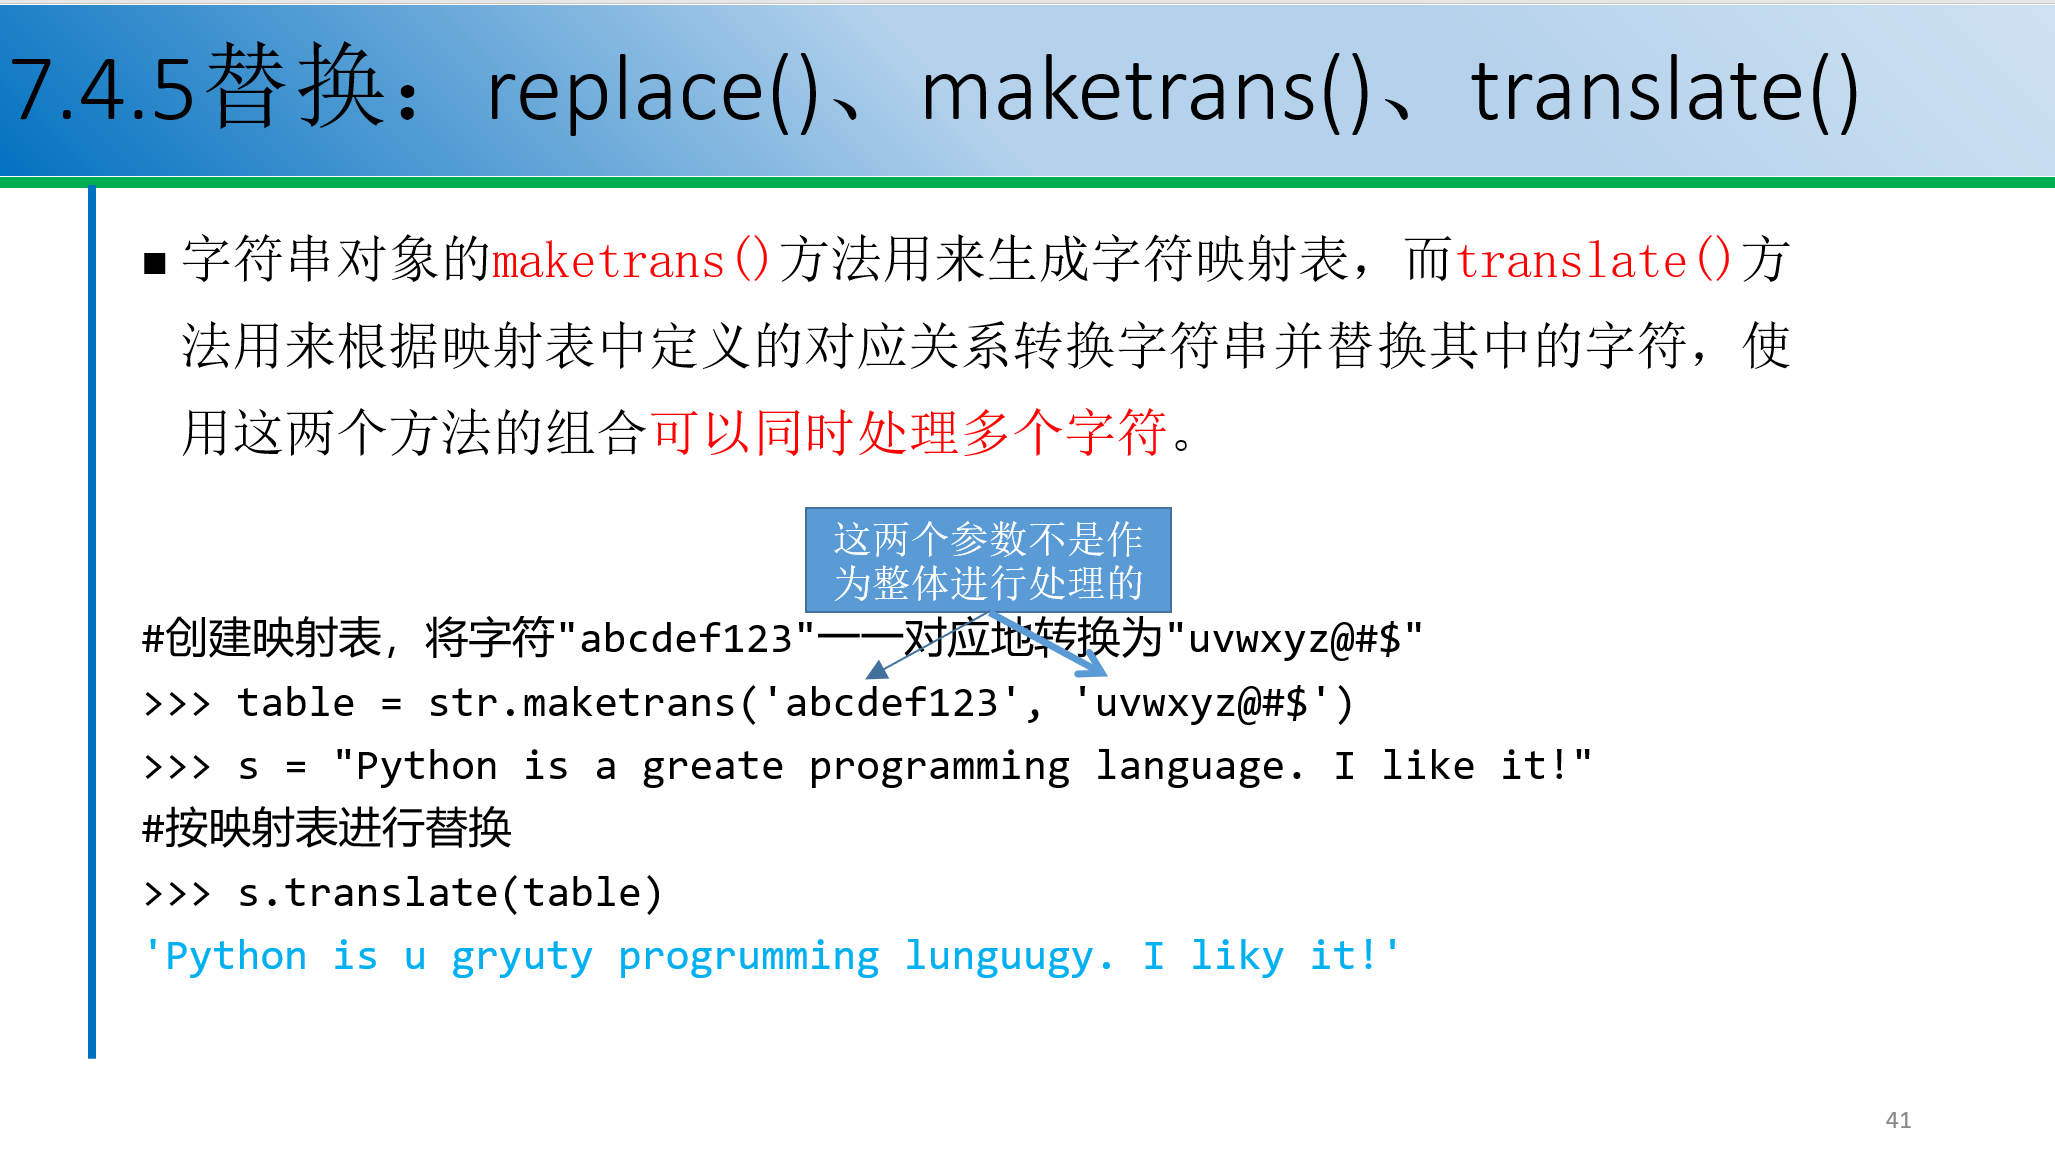 7.4.5替换：replace()、maketrans()、translate()
■ 字符串对象的maketrans()方法用来生成字符映射表，而translate()方
法用来根据映射表中定义的对应关系转换字符串并替换其中的字符，使
用这两个方法的组合可以同时处理多个字符。
这两个参数不是作
为整体进行处理的
#创建映射表，将字符"abcdef123"一一对应地转换为"uvwxyz@#$"
>>> table = str.maketrans('abcdef123', 'uvwxyz@#$')
>>> s = "Python is a greate programming language. I like it!"
#按映射表进行替换
>>> s.translate(table)
'Python is u gryuty progrumming lunguugy. I liky it!'
41